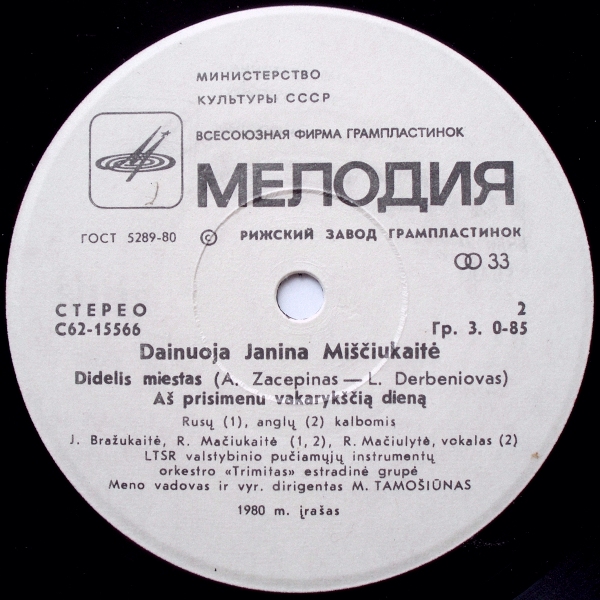 МИНИСТЕРСТВО
КУЛЬТУРЫ СССР
ВСЕСОЮЗНАЯ ФИРМА ГРАМПЛАСТИНОК
МЕЛОДИЯ
ГОСТ 5289-80 © РИЖСКИЙ ЗАВОД ГРАМПЛАСТИНОК
33
СТЕРЕО 2
С62-15566 Гр. 3. 0-85
Dainuoja Janina Miščiukaitė
Didelis miestas (A. Zacepinas — L. Derbeniovas)
Aš prisimenu vakarykščią dieną
Rusų (1), anglų (2) kalbomis
J. Bražukaitė, R. Mačiukaitė (1, 2), R. Mačiulytė, vokalas (2)
LTSR valstybinio pučiamųjų instrumentų
orkestro «Trimitas» estradinė grupė
Meno vadovas ir vyr. dirigentas M. TAMOŠIŪNAS
1980 m. įrašas